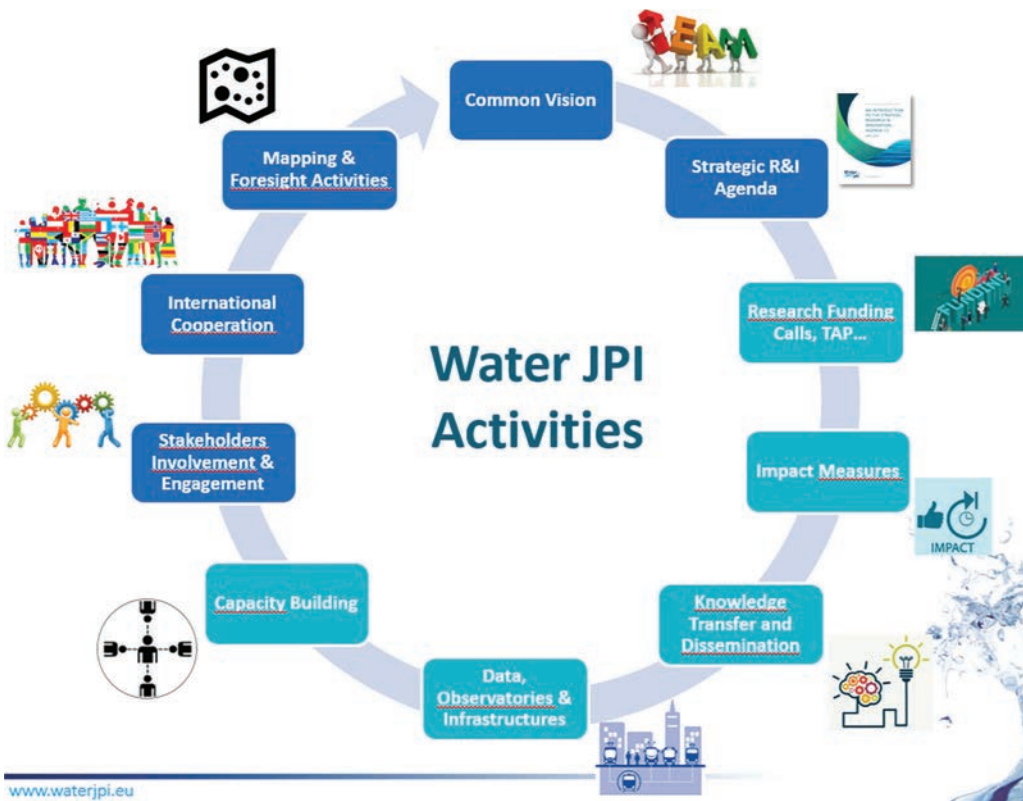 TEAM
Common Vision
Strategic R&I
Agenda
Research Funding
Calls, TAP...
FUNDING
Impact Measures
IMPACT
Knowledge
Transfer and
Dissemination
Data,
Observatories &
Infrastructures
Capacity Building
Stakeholders
Involvement &
Engagement
International
Cooperation
Mapping &
Foresight Activities
Water JPI
Activities
www.waterjpi.eu